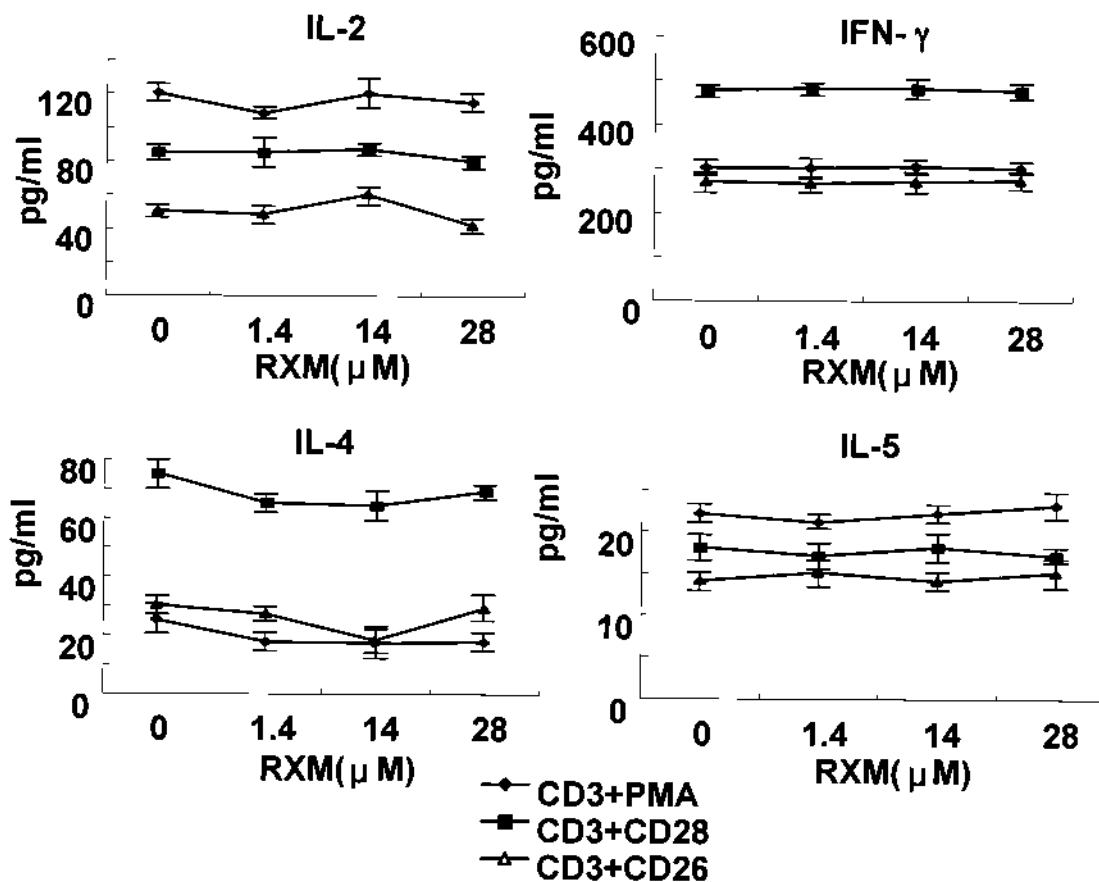 IL-2
pg/ml
120
80
40
0
0 1.4 14 28
RXM(μM)
IFN-γ
600
400
200
0
0 1.4 14 28
RXM(μM)
IL-4
pg/ml
80
60
40
20
0
0 1.4 14 28
RXM(μM)
IL-5
pg/ml
20
10
0
0 1.4 14 28
RXM(μM)
CD3+PMA
CD3+CD28
CD3+CD26